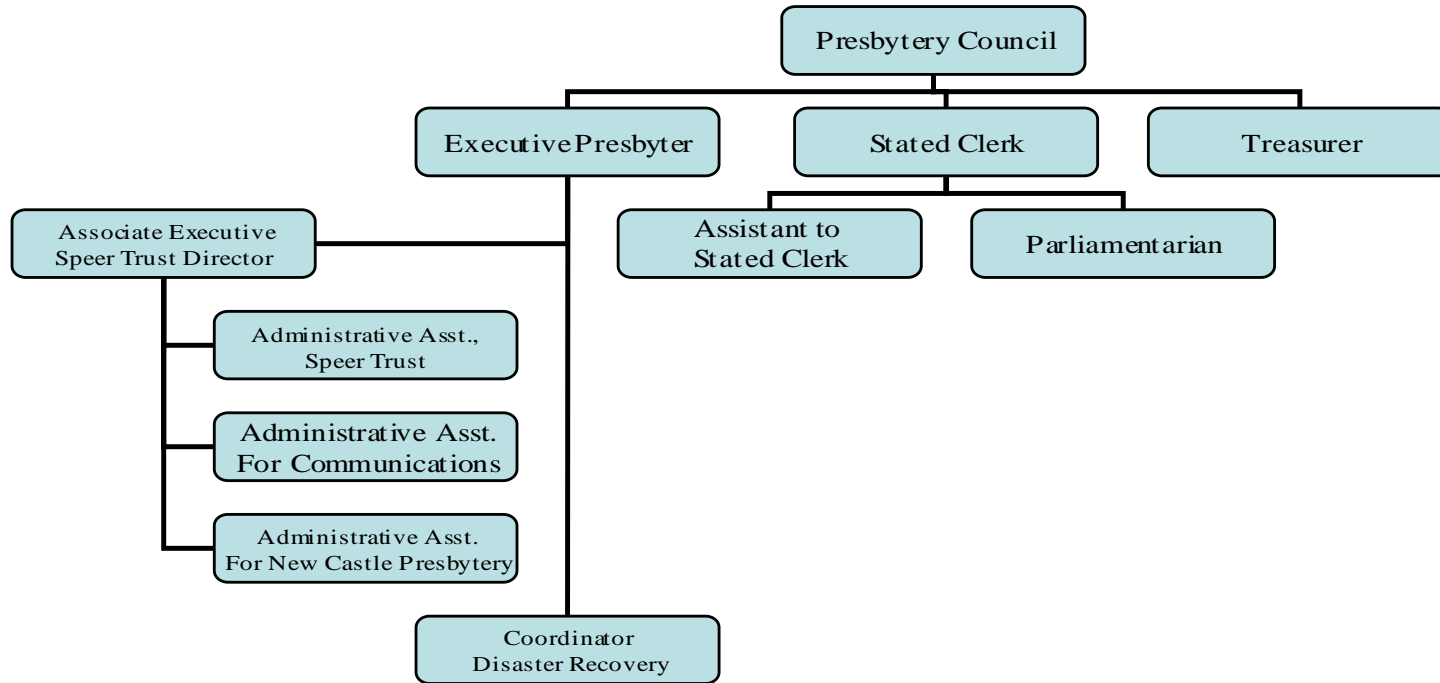 Presbytery Council
Executive Presbyter
Stated Clerk
Treasurer
Associate Executive
Speer Trust Director
Assistant to
Stated Clerk
Parliamentarian
Administrative Asst.,
Speer Trust
Administrative Asst.
For Communications
Administrative Asst.
For New Castle Presbytery
Coordinator
Disaster Recovery